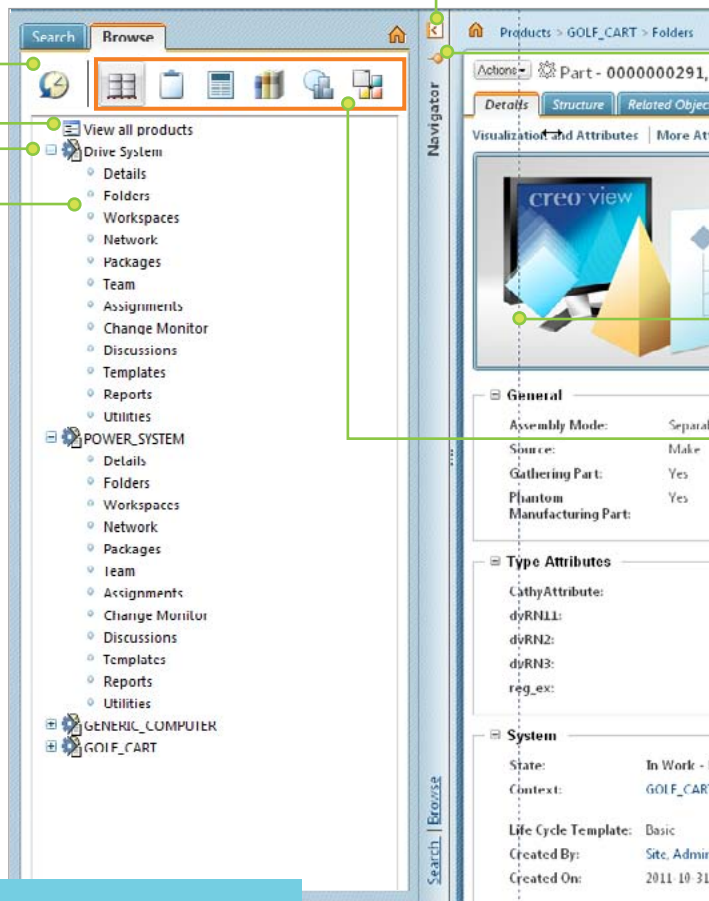 Search Browse
View all products
Drive System
Details
Folders
Workspaces
Network
Packages
Team
Assignments
Change Monitor
Discussions
Templates
Reports
Utilities
POWER_SYSTEM
Details
Folders
Workspaces
Network
Packages
Team
Assignments
Change Monitor
Discussions
Templates
Reports
Utilities
GENERIC_COMPUTER
GOLF_CART
Navigator
Search | Browse
Products > GOLF_CART > Folders
Actions Part - 0000000291,
Details Structure Related Objec
Visualization and Attributes | More At
creo view
General
Assembly Mode: Separal
Source: Make
Gathering Part: Yes
Phantom Yes
Manufacturing Part:
Type Attributes
CathyAttribute:
dvRN11:
dvRN2:
dvRN3:
reg_ex:
System
State: In Work -
Context: GOLF_CAR
Life Cycle Template: Basic
Created By: Site, Admin
Created On: 2011-10-31